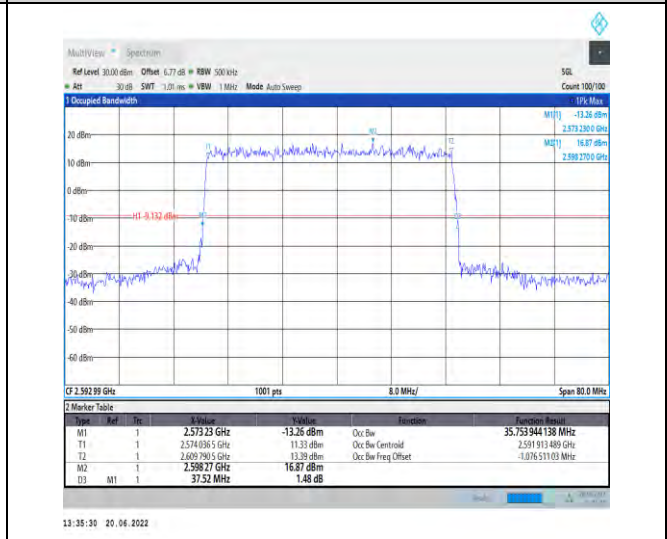 MultiView Spectrum
Ref Level 30.00 dBm Offset 6.77 dB RBW 500 kHz SGL
Att 30 dB SWT 1.01 ms VBW 1 MHz Mode Auto Sweep Count 100/100
1 Occupied Bandwidth 1Pk Max
M1[1] -13.26 dBm
2.573 230 0 GHz
M2[1] 16.87 dBm
2.598 270 0 GHz
20 dBm
M2
T1
T2
10 dBm
0 dBm
-10 dBm
H1 -9.132 dBm
-20 dBm
-30 dBm
-40 dBm
-50 dBm
-60 dBm
CF 2.592 99 GHz 1001 pts 8.0 MHz/ Span 80.0 MHz
2 Marker Table
Type Ref Trc X-Value Y-Value Function Function Result
M1 1 2.573 23 GHz -13.26 dBm Occ Bw 35.753 944 138 MHz
T1 1 2.574 036 5 GHz 11.33 dBm Occ Bw Centroid 2.591 913 489 GHz
T2 1 2.609 790 5 GHz 13.39 dBm Occ Bw Freq Offset -1.076 511 03 MHz
M2 1 2.598 27 GHz 16.87 dBm
D3 M1 1 37.52 MHz 1.48 dB
13:35:30 20.06.2022